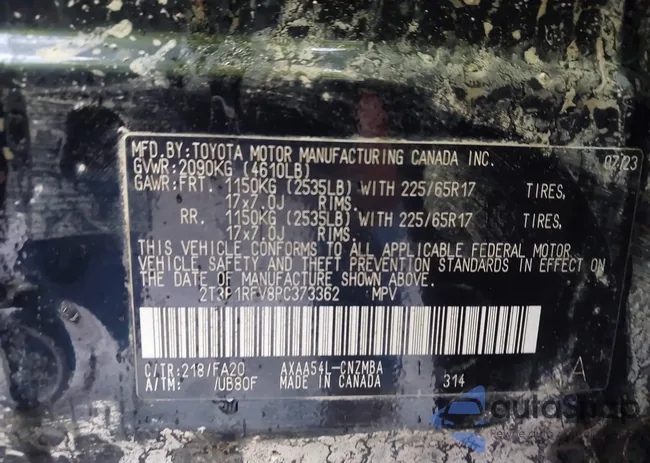 MFD. BY: TOYOTA MOTOR MANUFACTURING CANADA INC. 07/23
GVWR: 2090KG (4610LB)
GAWR: FRT. 1150KG (2535LB) WITH 225/65R17 TIRES,
17x7.0J RIMS.
RR. 1150KG (2535LB) WITH 225/65R17 TIRES,
17x7.0J RIMS.
THIS VEHICLE CONFORMS TO ALL APPLICABLE FEDERAL MOTOR
VEHICLE SAFETY AND THEFT PREVENTION STANDARDS IN EFFECT ON
THE DATE OF MANUFACTURE SHOWN ABOVE.
MPV
C/TR: 218/FA20 AXAA54L-CNZMBA 314 A
A/TM: /UB80F MADE IN CANADA
autoSnap